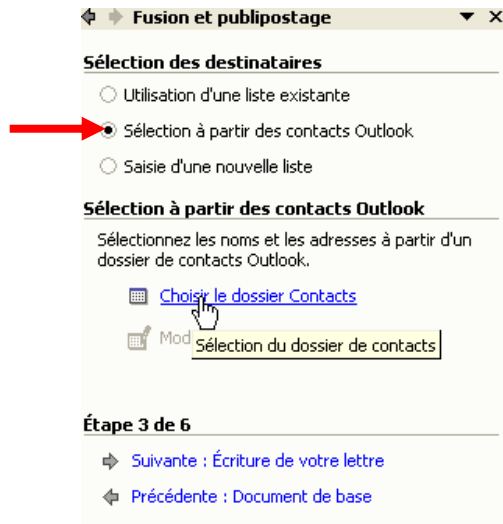 Fusion et publipostage
Sélection des destinataires
Utilisation d'une liste existante
Sélection à partir des contacts Outlook
Saisie d'une nouvelle liste
Sélection à partir des contacts Outlook
Sélectionnez les noms et les adresses à partir d'un
dossier de contacts Outlook.
Choisir le dossier Contacts
Sélection du dossier de contacts
Étape 3 de 6
Suivante : Écriture de votre lettre
Précédente : Document de base